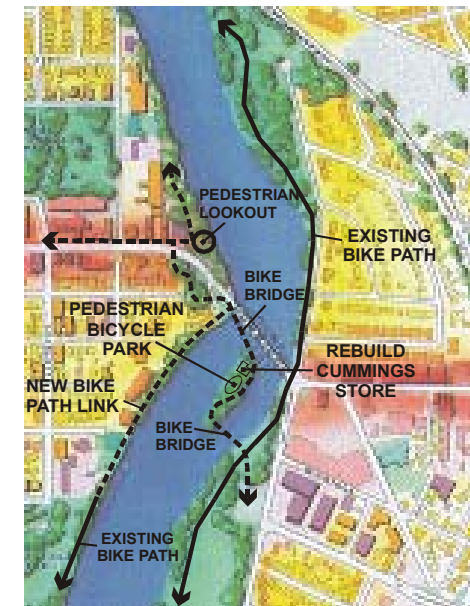 PEDESTRIAN
LOOKOUT
EXISTING
BIKE PATH
BIKE
BRIDGE
PEDESTRIAN
BICYCLE
PARK
REBUILD
CUMMINGS
STORE
NEW BIKE
PATH LINK
BIKE
BRIDGE
EXISTING
BIKE PATH